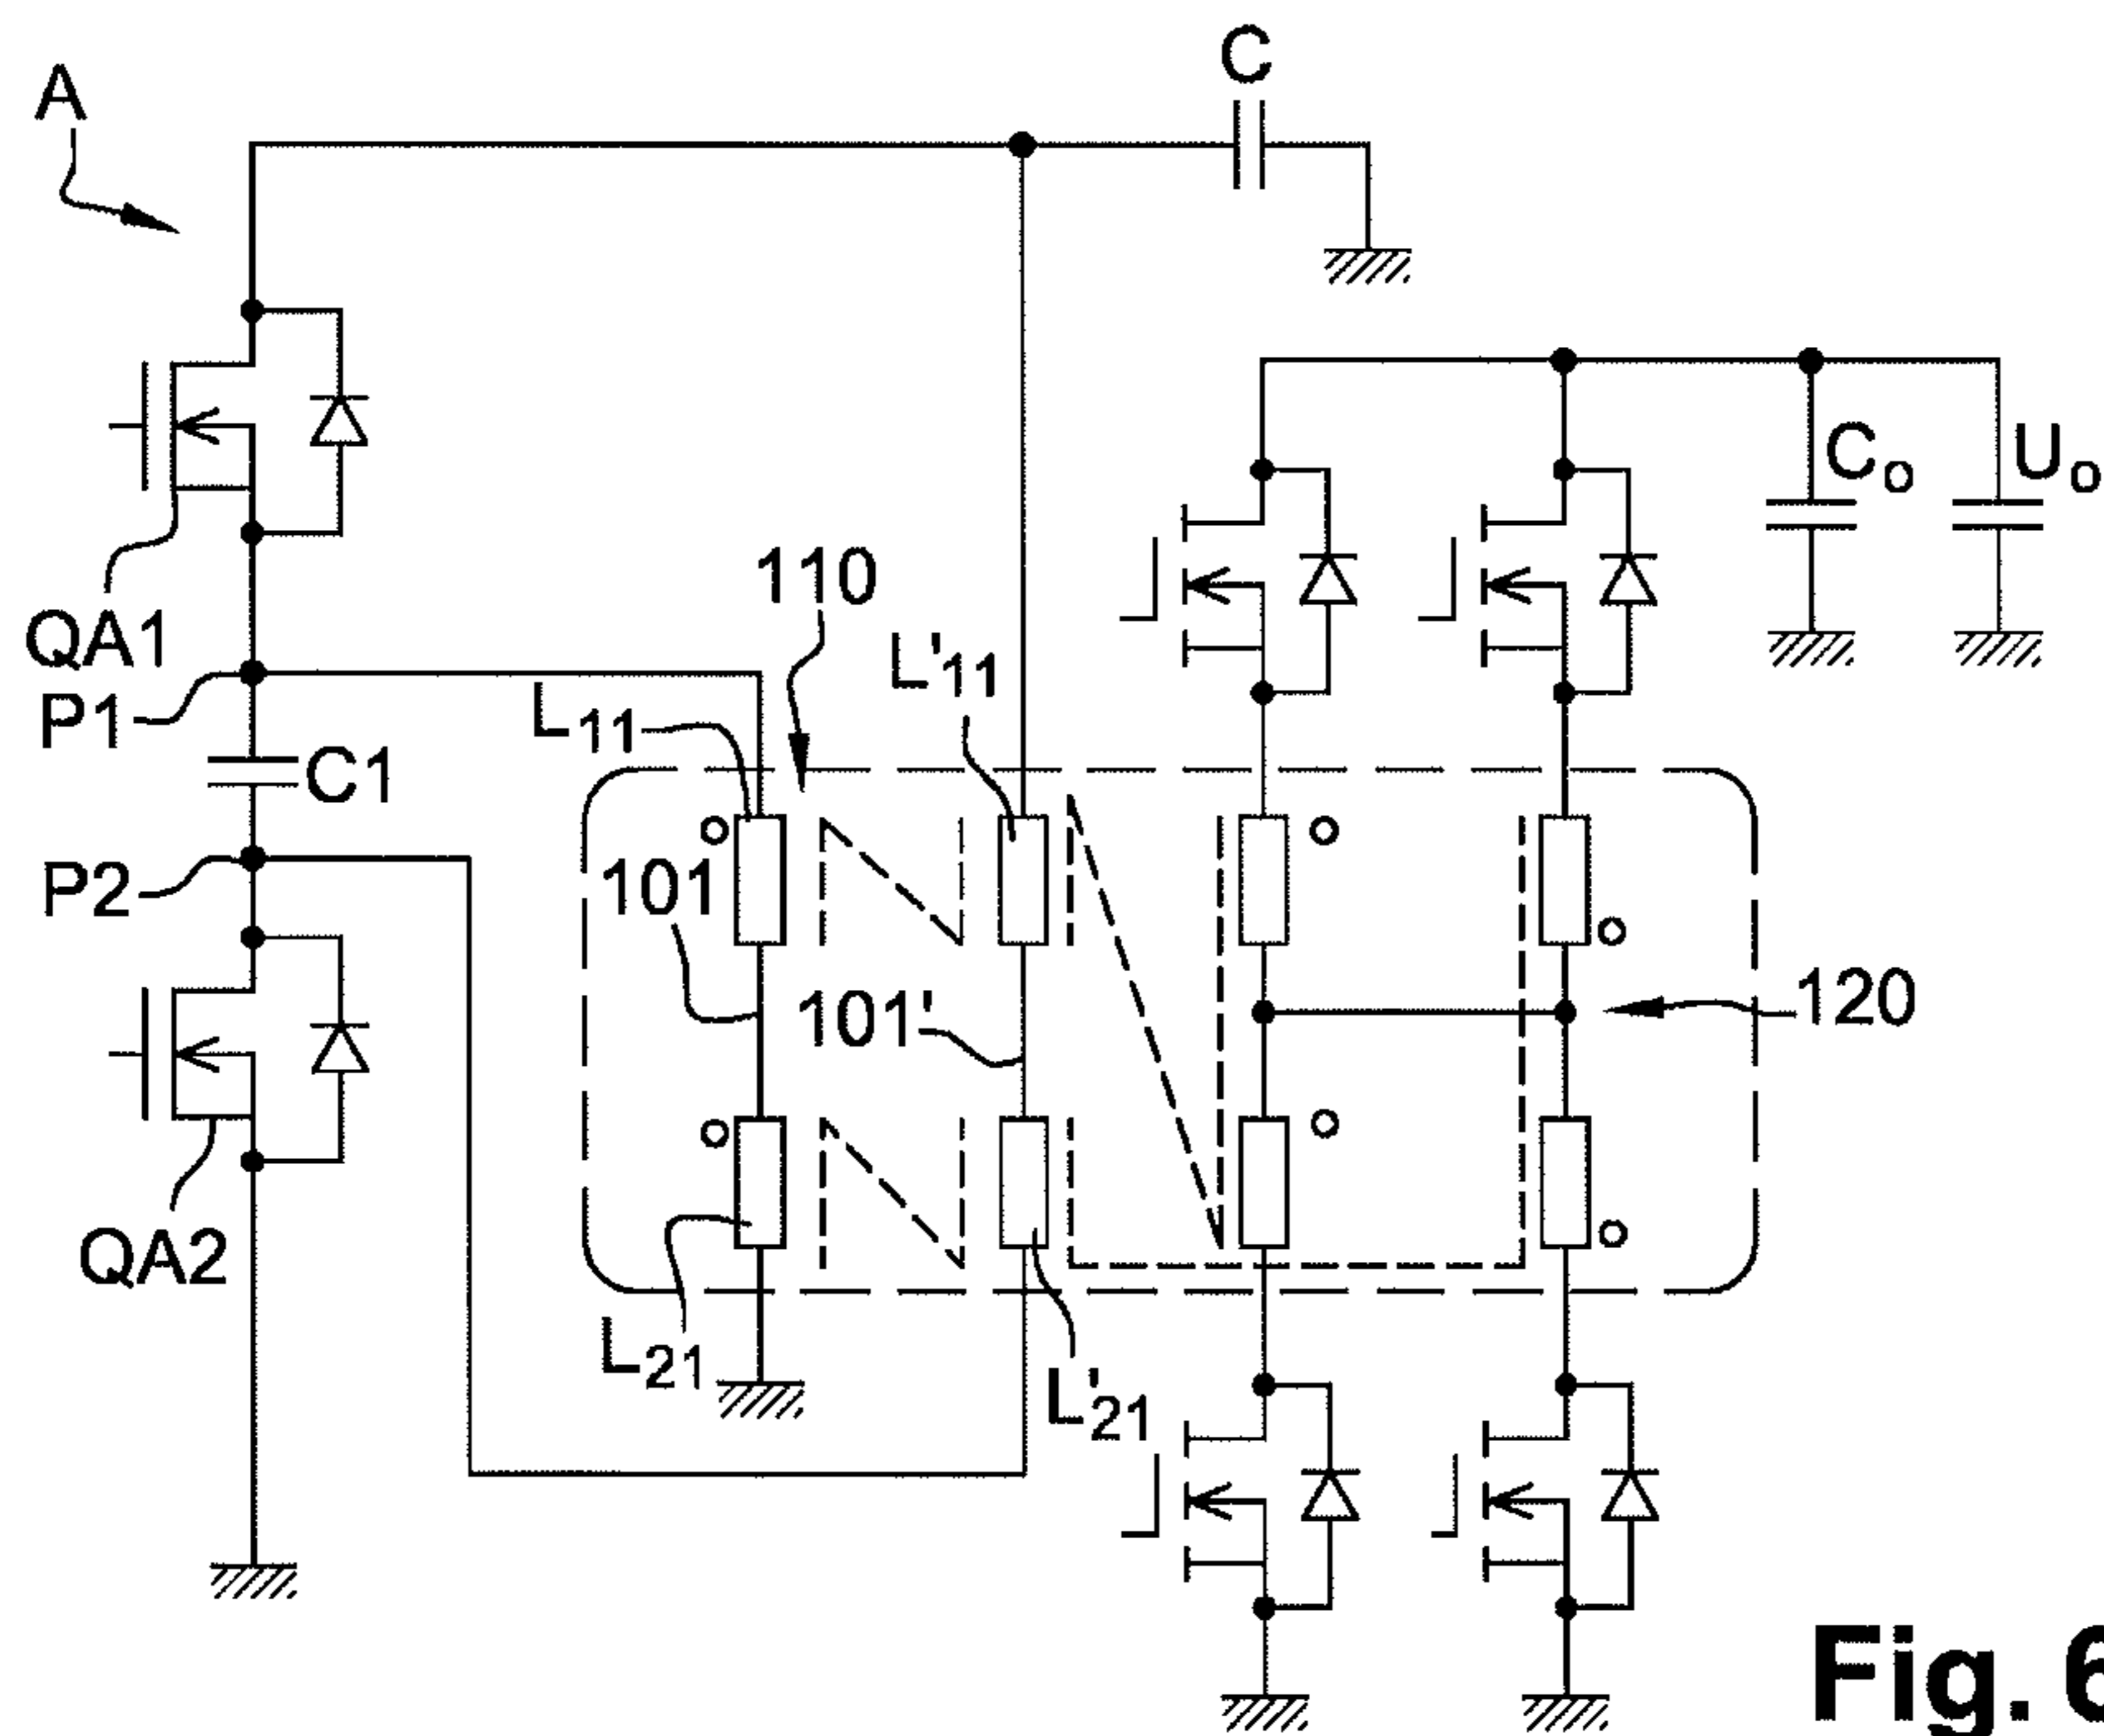 C
A
C₀
U₀
110
QA1
L'₁₁
P1
L₁₁
C1
P2
101
101'
120
QA2
L₂₁
L'₂₁
Fig. 6